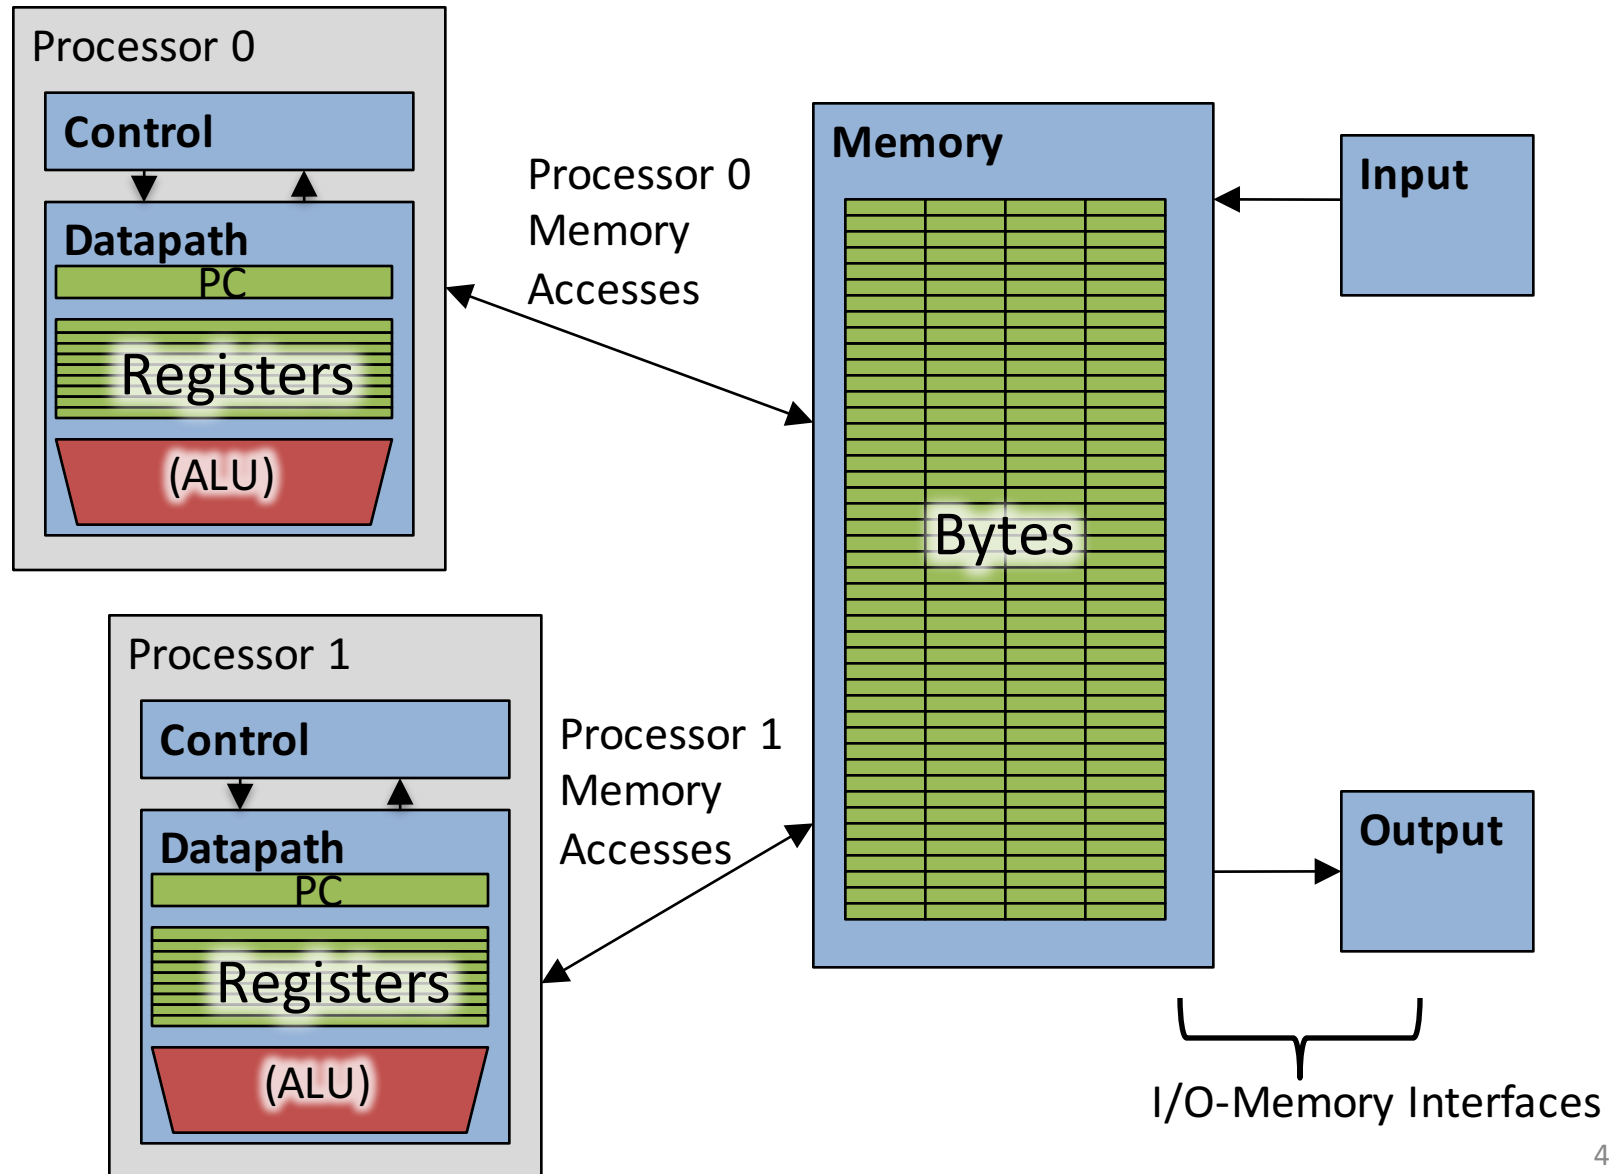 Processor 0
Control
Datapath
PC
Registers
(ALU)
Processor 0
Memory
Accesses
Memory
Bytes
Input
Processor 1
Control
Datapath
PC
Registers
(ALU)
Processor 1
Memory
Accesses
Output
I/O-Memory Interfaces
4